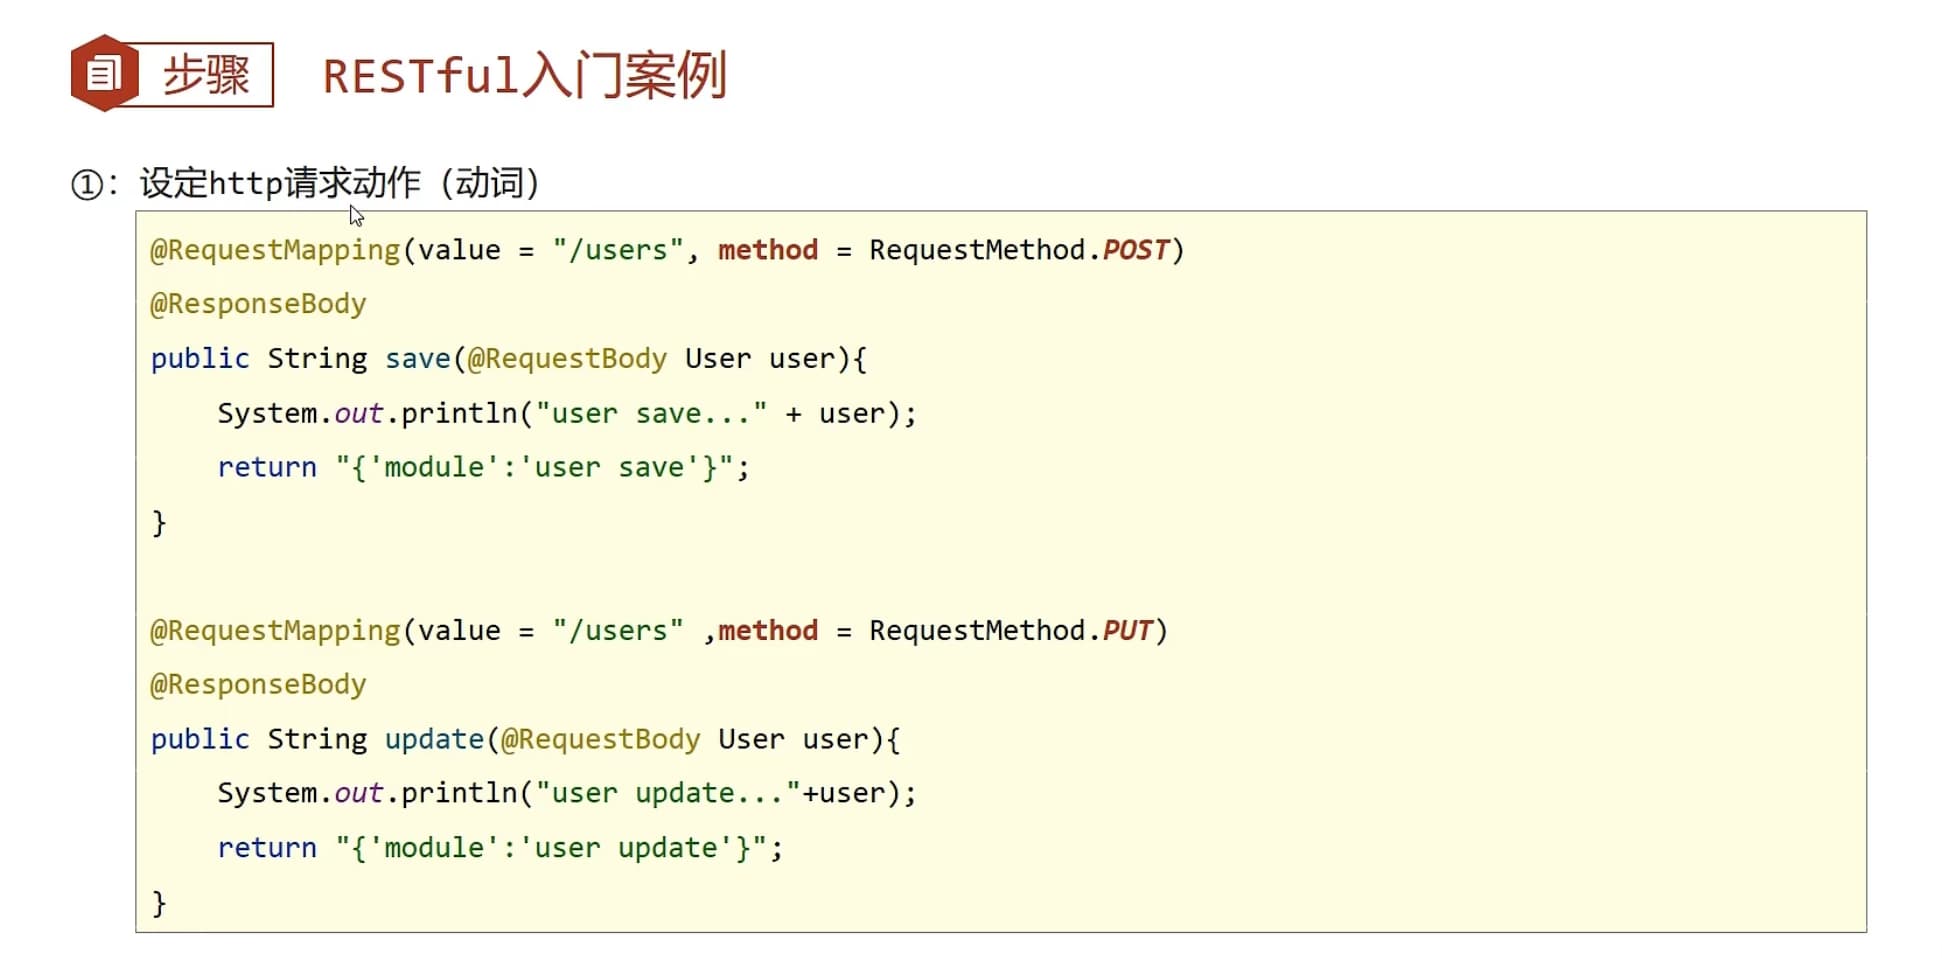 步骤 RESTful入门案例
①：设定http请求动作（动词）
@RequestMapping(value = "/users", method = RequestMethod.POST)
@ResponseBody
public String save(@RequestBody User user){
    System.out.println("user save..." + user);
    return "{'module':'user save'}";
}
@RequestMapping(value = "/users" ,method = RequestMethod.PUT)
@ResponseBody
public String update(@RequestBody User user){
    System.out.println("user update..."+user);
    return "{'module':'user update'}";
}